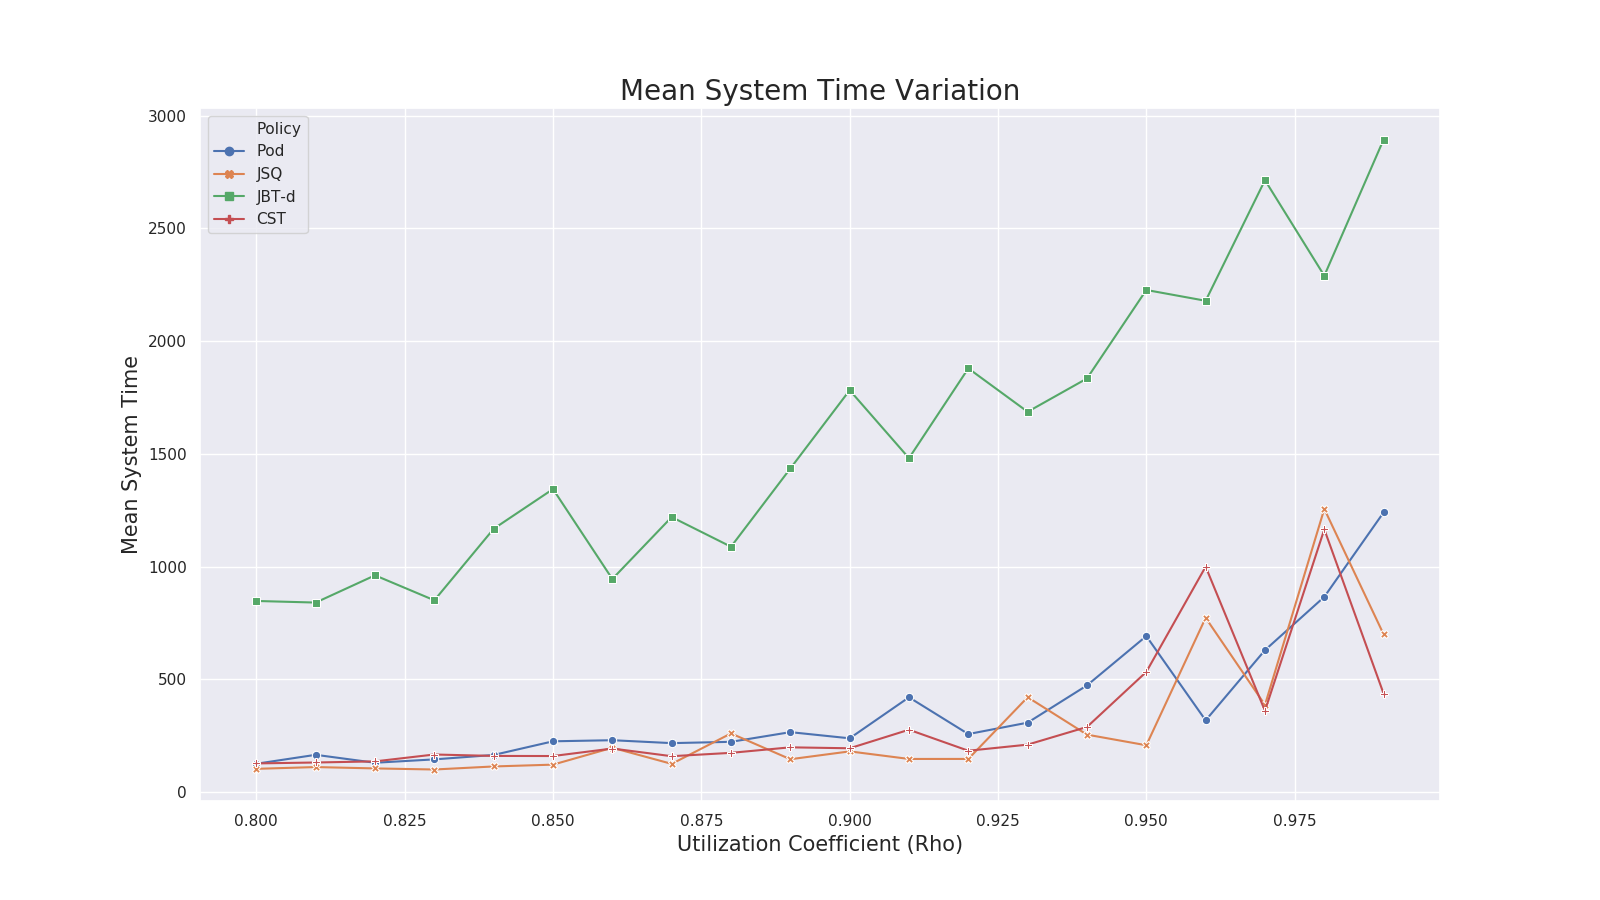 Mean System Time Variation
3000
2500
2000
1500
1000
500
0
Mean System Time
Policy
Pod
JSQ
JBT-d
CST
0.800 0.825 0.850 0.875 0.900 0.925 0.950 0.975
Utilization Coefficient (Rho)